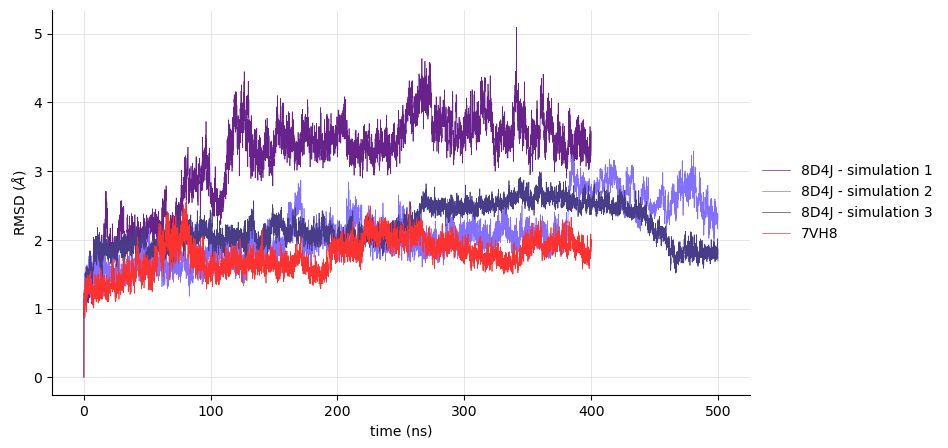 5
4
3
2
1
0
RMSD (Å)
0 100 200 300 400 500
time (ns)
8D4J - simulation 1
8D4J - simulation 2
8D4J - simulation 3
7VH8